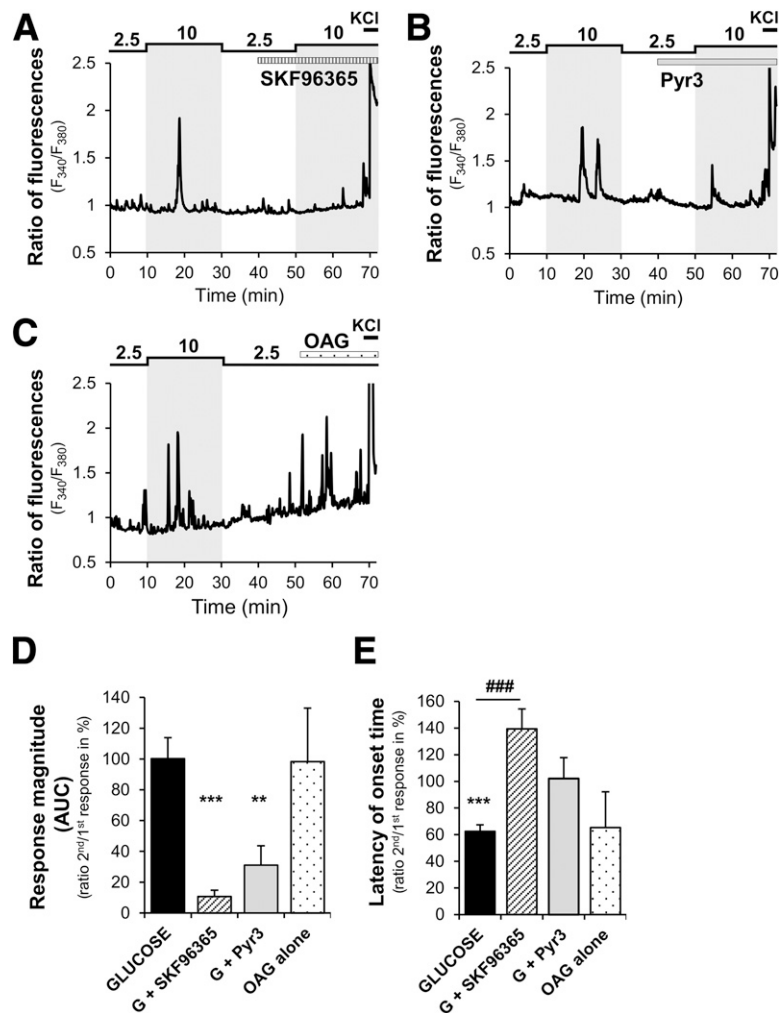 A
KCl
2.5 10 2.5 10
SKF96365
Ratio of fluorescences
(F340/F380)
2.5
2
1.5
1
0.5
0 10 20 30 40 50 60 70
Time (min)
B
KCl
2.5 10 2.5 10
Pyr3
Ratio of fluorescences
(F340/F380)
2.5
2
1.5
1
0.5
0 10 20 30 40 50 60 70
Time (min)
C
KCl
2.5 10 2.5 OAG
Ratio of fluorescences
(F340/F380)
2.5
2
1.5
1
0.5
0 10 20 30 40 50 60 70
Time (min)
D
Response magnitude
(AUC)
(ratio 2nd/1st response in %)
140
120
100
80
60
40
20
0
*** **
GLUCOSE
G + SKF96365
G + Pyr3
OAG alone
E
Latency of onset time
(ratio 2nd/1st response in %)
160
140
120
100
80
60
40
20
0
###
***
GLUCOSE
G + SKF96365
G + Pyr3
OAG alone